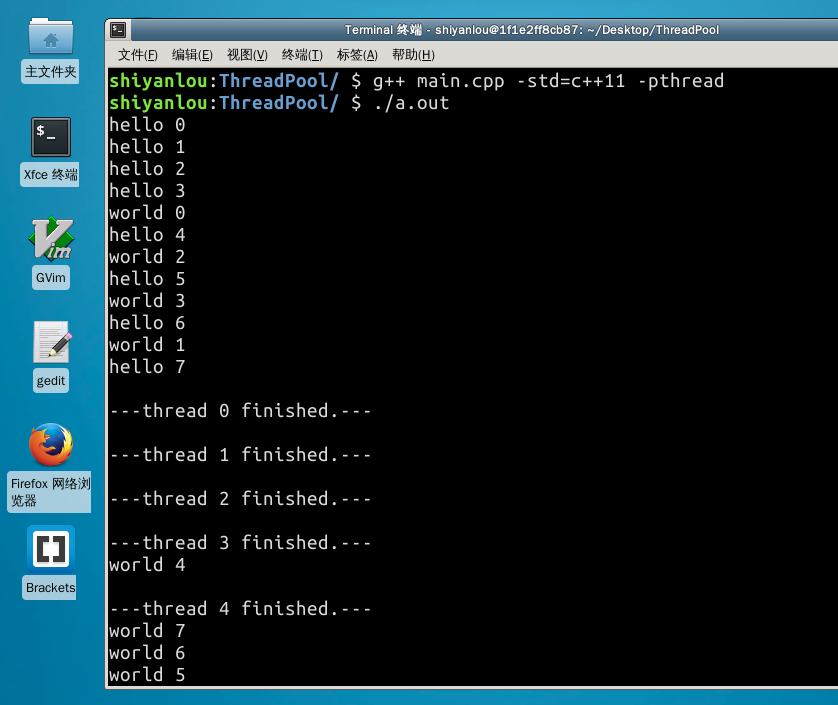 主文件夹
Xfce 终端
GVim
gedit
Firefox 网络浏
览器
Brackets
Terminal 终端 - shiyanlou@1f1e2ff8cb87: ~/Desktop/ThreadPool
文件(F) 编辑(E) 视图(V) 终端(T) 标签(A) 帮助(H)
shiyanlou:ThreadPool/ $ g++ main.cpp -std=c++11 -pthread
shiyanlou:ThreadPool/ $ ./a.out
hello 0
hello 1
hello 2
hello 3
world 0
hello 4
world 2
hello 5
world 3
hello 6
world 1
hello 7
---thread 0 finished.---
---thread 1 finished.---
---thread 2 finished.---
---thread 3 finished.---
world 4
---thread 4 finished.---
world 7
world 6
world 5